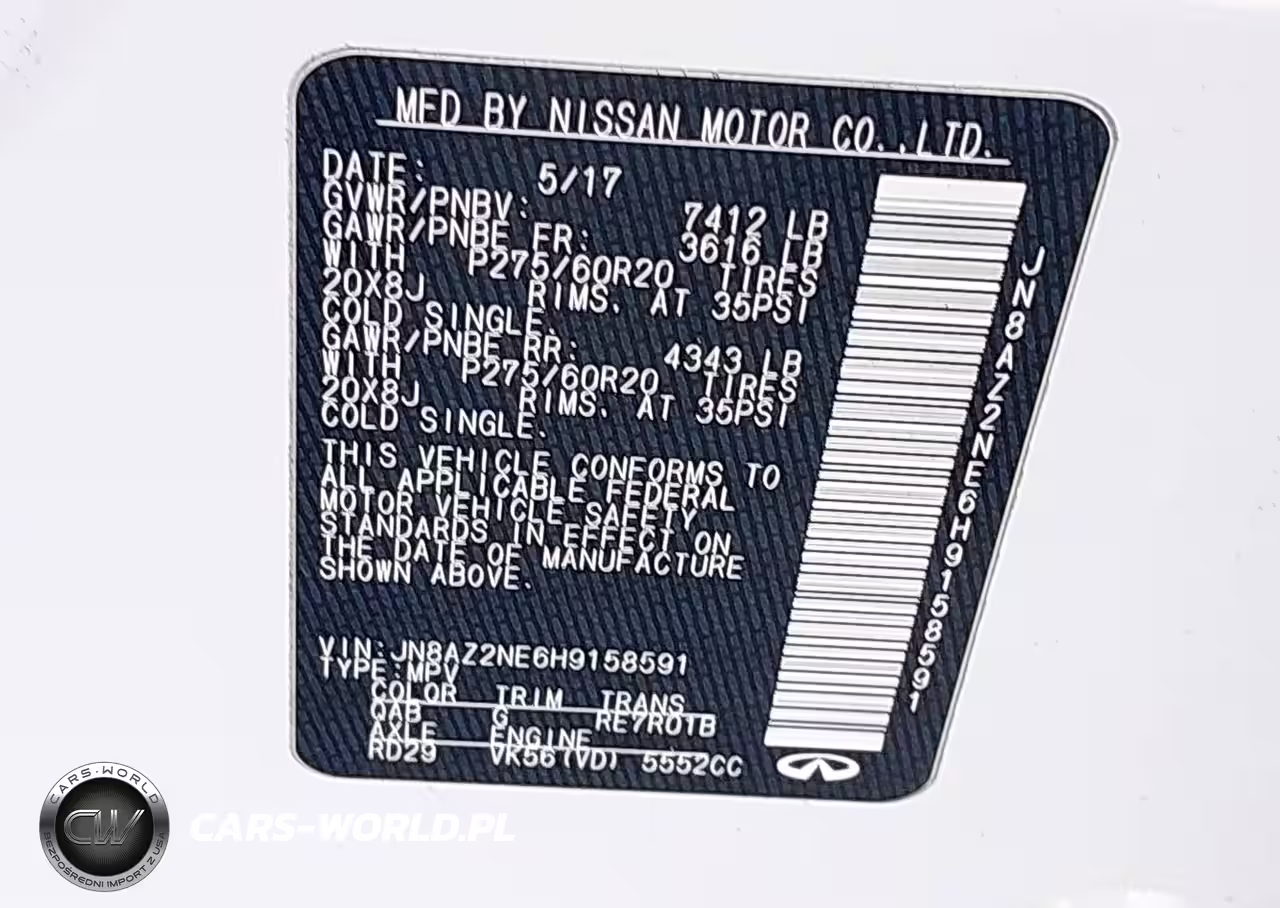 MFD BY NISSAN MOTOR CO.,LTD.
DATE: 5/17
GVWR/PNBV: 7412 LB
GAWR/PNBE FR: 3616 LB
WITH P275/60R20 TIRES
20X8J RIMS. AT 35PSI
COLD SINGLE.
GAWR/PNBE RR: 4343 LB
WITH P275/60R20 TIRES
20X8J RIMS. AT 35PSI
COLD SINGLE.
THIS VEHICLE CONFORMS TO
ALL APPLICABLE FEDERAL
MOTOR VEHICLE SAFETY
STANDARDS IN EFFECT ON
THE DATE OF MANUFACTURE
SHOWN ABOVE.
VIN:JN8AZ2NE6H9158591
TYPE:MPV
COLOR TRIM TRANS
QAB G RE7R01B
AXLE ENGINE
RD29 VK56(VD) 5552CC
JN8AZ2NE6H9158591
CARS-WORLD
CW
BEZPOŚREDNI IMPORT Z USA
CARS-WORLD.PL